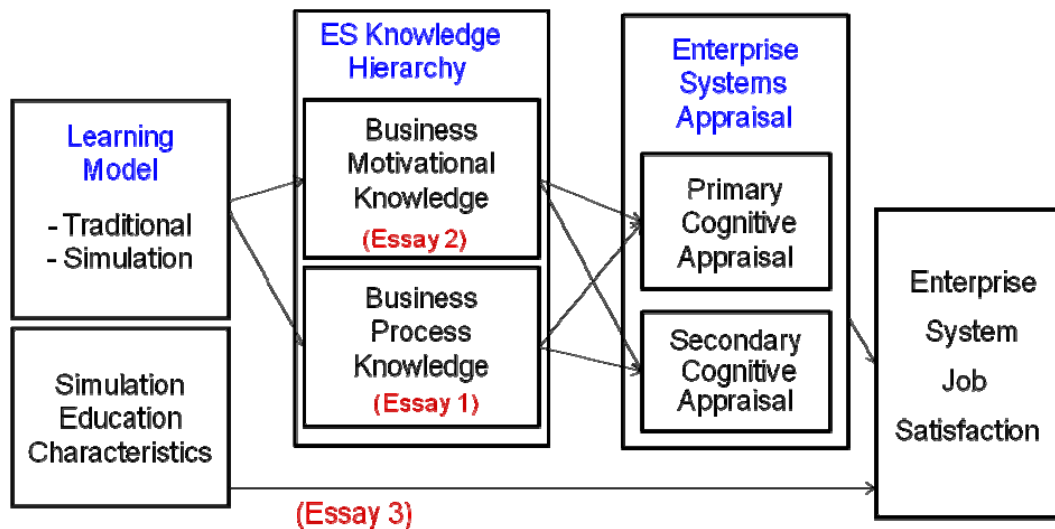 Learning
Model
- Traditional
- Simulation
Simulation
Education
Characteristics
ES Knowledge
Hierarchy
Business
Motivational
Knowledge
(Essay 2)
Business
Process
Knowledge
(Essay 1)
Enterprise
Systems
Appraisal
Primary
Cognitive
Appraisal
Secondary
Cognitive
Appraisal
Enterprise
System
Job
Satisfaction
(Essay 3)